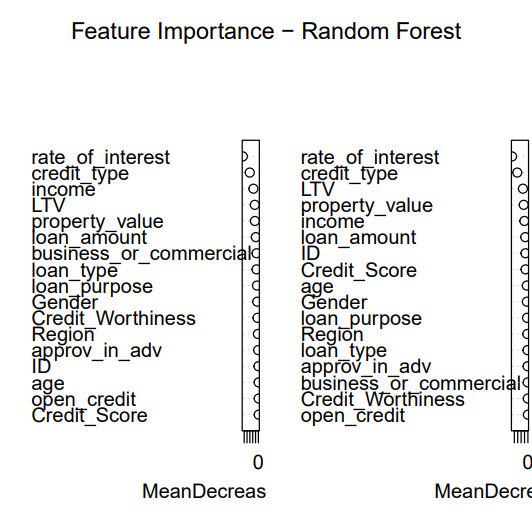 Feature Importance − Random Forest
rate_of_interest
credit_type
income
LTV
property_value
loan_amount
business_or_commercial
loan_type
loan_purpose
Gender
Credit_Worthiness
Region
approv_in_adv
ID
age
open_credit
Credit_Score
0
MeanDecreas
rate_of_interest
credit_type
LTV
property_value
income
loan_amount
ID
Credit_Score
age
Gender
loan_purpose
Region
loan_type
approv_in_adv
business_or_commercial
Credit_Worthiness
open_credit
0
MeanDecre